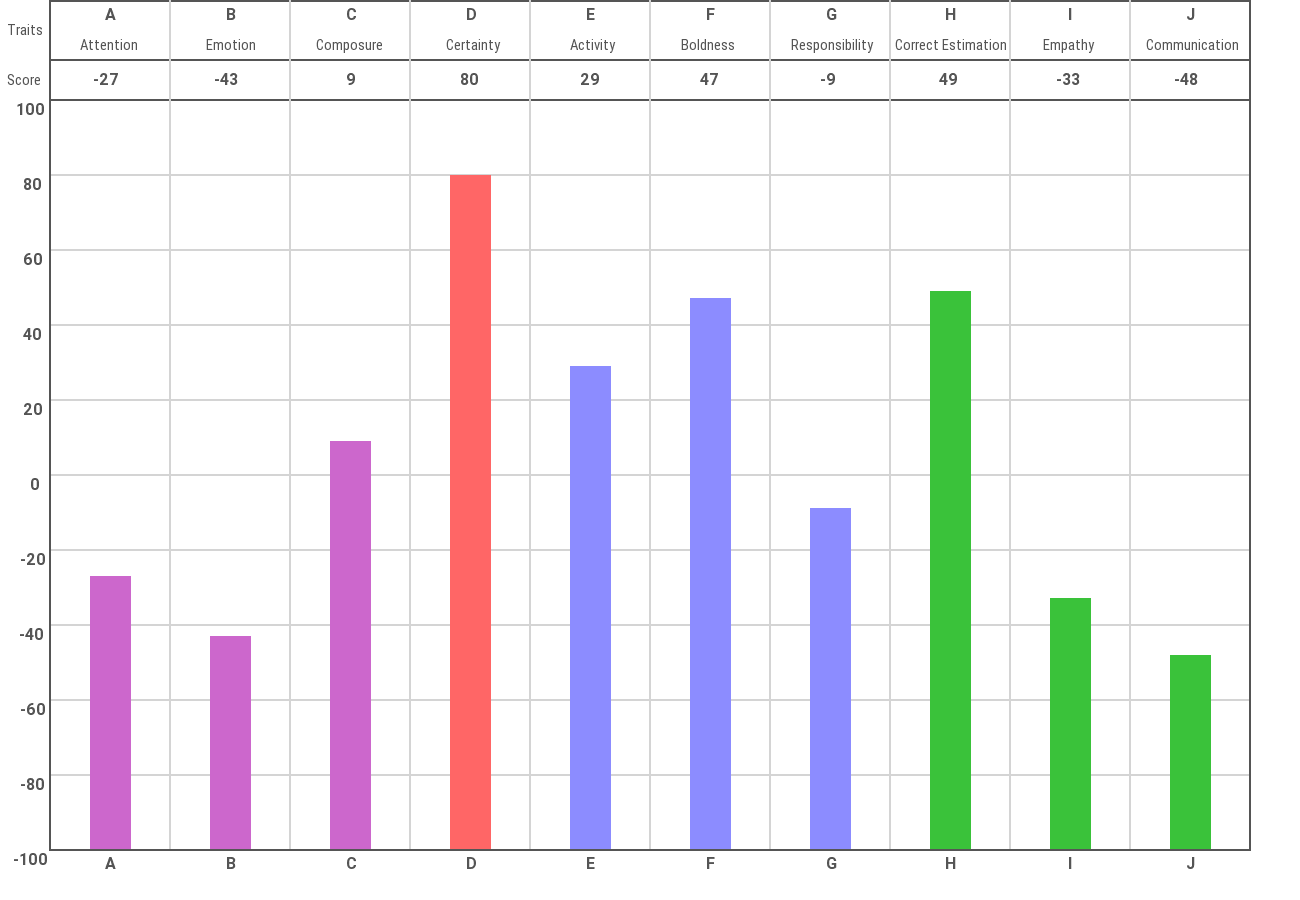 A B C D E F G H I J
Traits
Attention Emotion Composure Certainty Activity Boldness Responsibility Correct Estimation Empathy Communication
Score -27 -43 9 80 29 47 -9 49 -33 -48
100
80
60
40
20
0
-20
-40
-60
-80
-100
A B C D E F G H I J